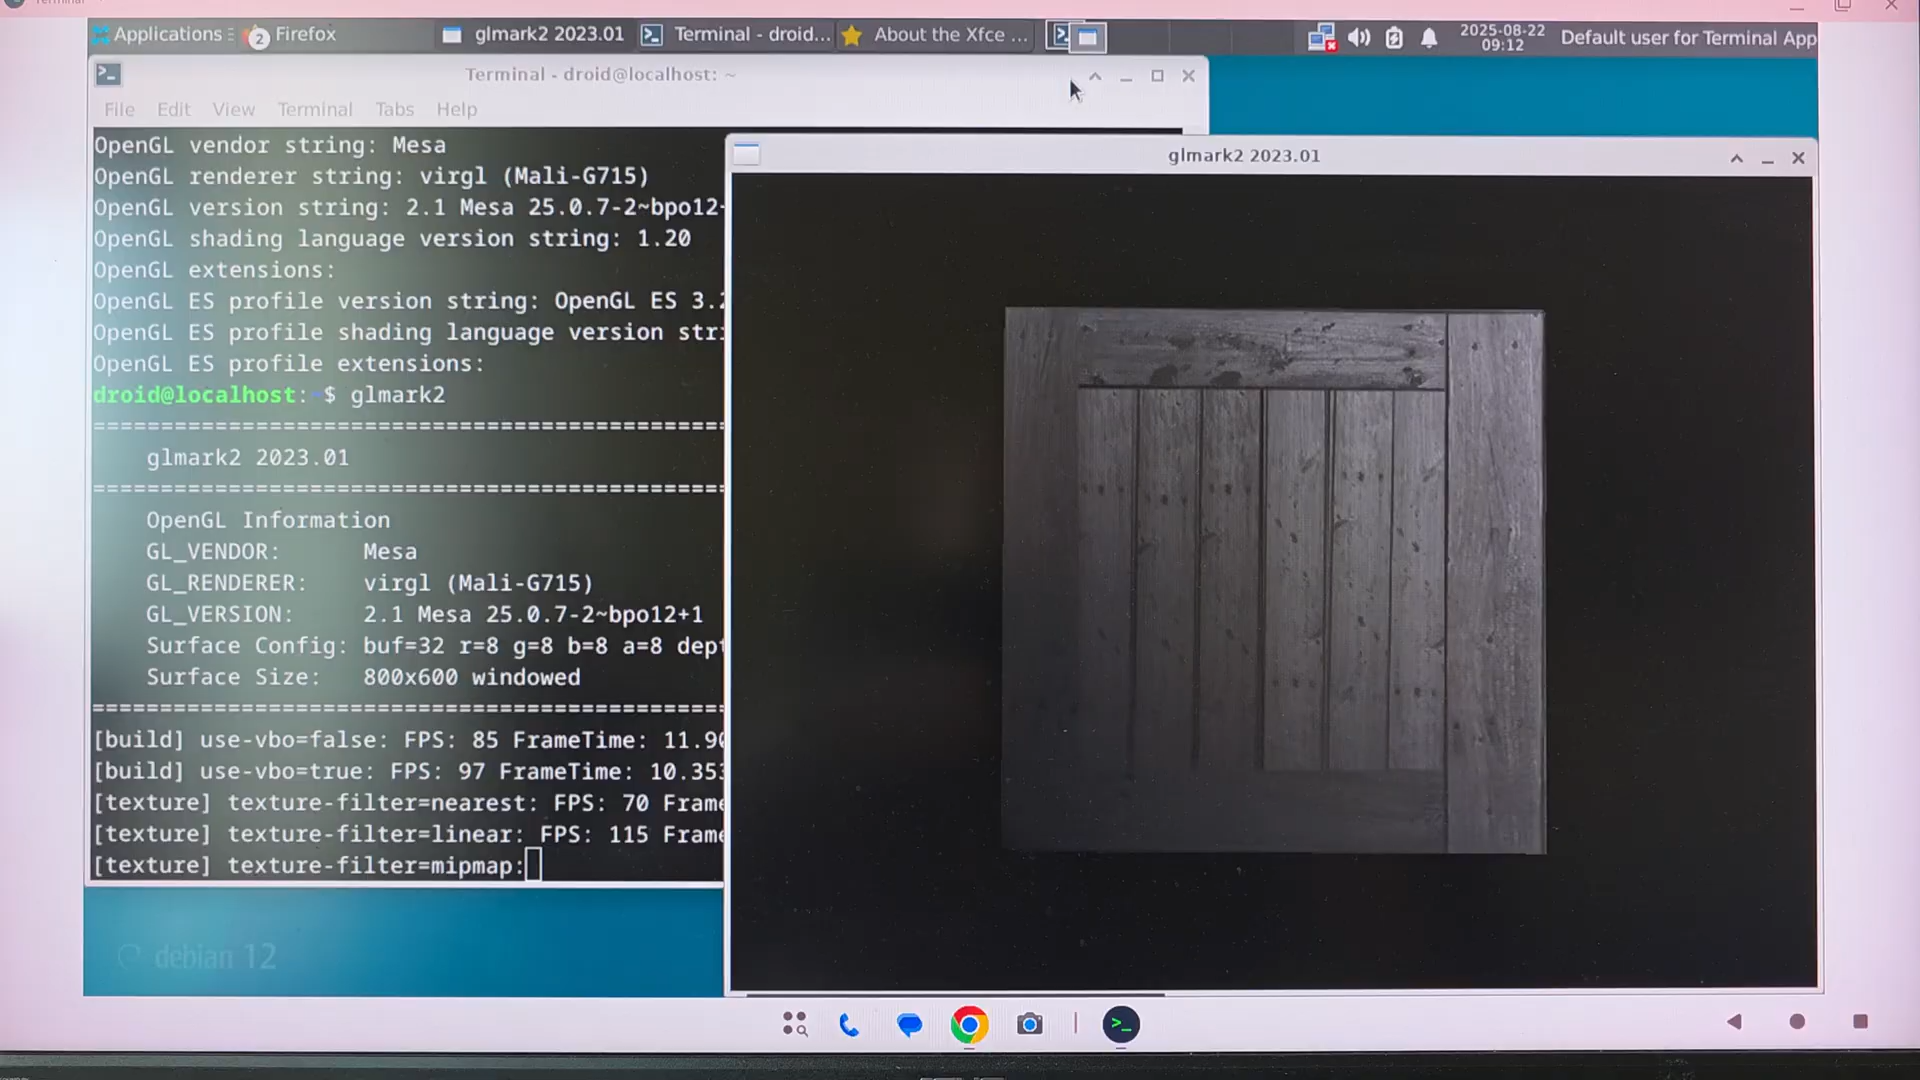 Terminal
Applications
2 Firefox
glmark2 2023.01
Terminal - droid...
About the Xfce ...
2025-08-22
09:12
Default user for Terminal App
Terminal - droid@localhost: ~
File Edit View Terminal Tabs Help
OpenGL vendor string: Mesa
OpenGL renderer string: virgl (Mali-G715)
OpenGL version string: 2.1 Mesa 25.0.7-2~bpo12
OpenGL shading language version string: 1.20
OpenGL extensions:
OpenGL ES profile version string: OpenGL ES 3.2
OpenGL ES profile shading language version str
OpenGL ES profile extensions:
droid@localhost:~$ glmark2
=======================================================
glmark2 2023.01
=======================================================
OpenGL Information
GL_VENDOR: Mesa
GL_RENDERER: virgl (Mali-G715)
GL_VERSION: 2.1 Mesa 25.0.7-2~bpo12+1
Surface Config: buf=32 r=8 g=8 b=8 a=8 dept
Surface Size: 800x600 windowed
=======================================================
[build] use-vbo=false: FPS: 85 FrameTime: 11.9
[build] use-vbo=true: FPS: 97 FrameTime: 10.353
[texture] texture-filter=nearest: FPS: 70 Frame
[texture] texture-filter=linear: FPS: 115 Frame
[texture] texture-filter=mipmap:
glmark2 2023.01
debian 12